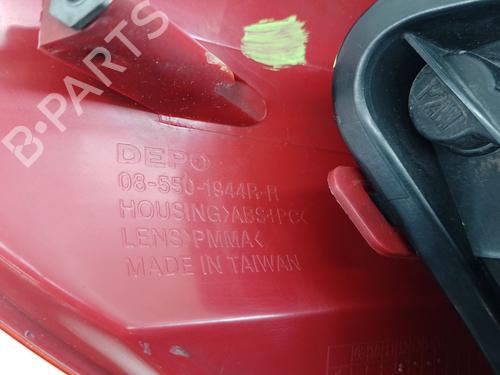 B-PARTS
DEPO
08-550-1944R-R
HOUSING>ABS+PC<
LENS>PMMA<
MADE IN TAIWAN